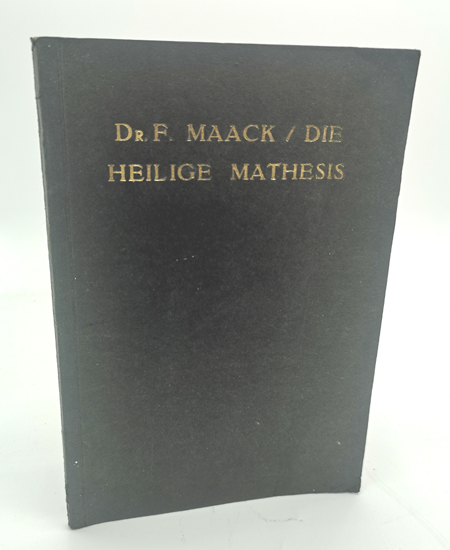 DR. F. MAACK / DIE
HEILIGE MATHESIS